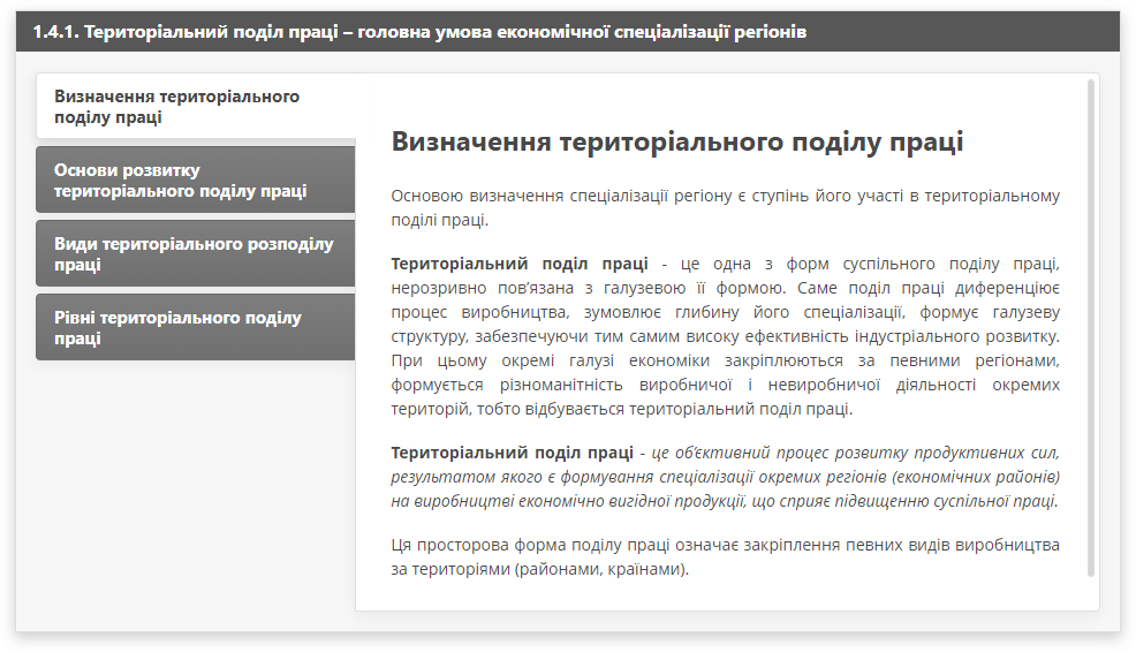 1.4.1. Територіальний поділ праці – головна умова економічної спеціалізації регіонів
Визначення територіального
поділу праці
Основи розвитку
територіального поділу праці
Види територіального розподілу
праці
Рівні територіального поділу
праці
Визначення територіального поділу праці
Основою визначення спеціалізації регіону є ступінь його участі в територіальному
поділі праці.
Територіальний поділ праці - це одна з форм суспільного поділу праці,
нерозривно пов’язана з галузевою її формою. Саме поділ праці диференціює
процес виробництва, зумовлює глибину його спеціалізації, формує галузеву
структуру, забезпечуючи тим самим високу ефективність індустріального розвитку.
При цьому окремі галузі економіки закріплюються за певними регіонами,
формується різноманітність виробничої і невиробничої діяльності окремих
територій, тобто відбувається територіальний поділ праці.
Територіальний поділ праці - це об’єктивний процес розвитку продуктивних сил,
результатом якого є формування спеціалізації окремих регіонів (економічних районів)
на виробництві економічно вигідної продукції, що сприяє підвищенню суспільної праці.
Ця просторова форма поділу праці означає закріплення певних видів виробництва
за територіями (районами, країнами).